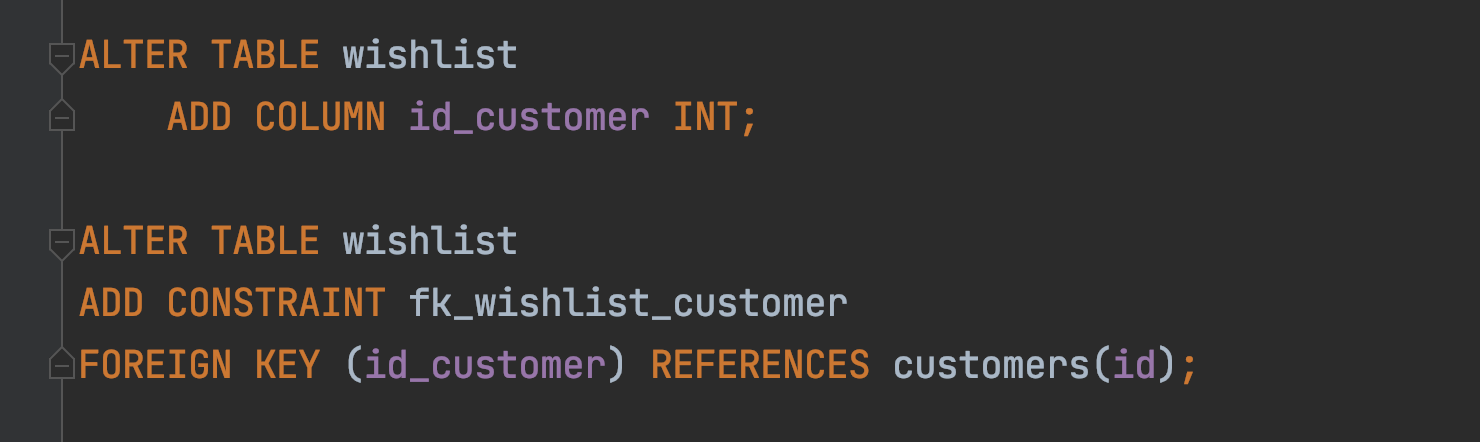 ALTER TABLE wishlist
    ADD COLUMN id_customer INT;

ALTER TABLE wishlist
ADD CONSTRAINT fk_wishlist_customer
FOREIGN KEY (id_customer) REFERENCES customers(id);